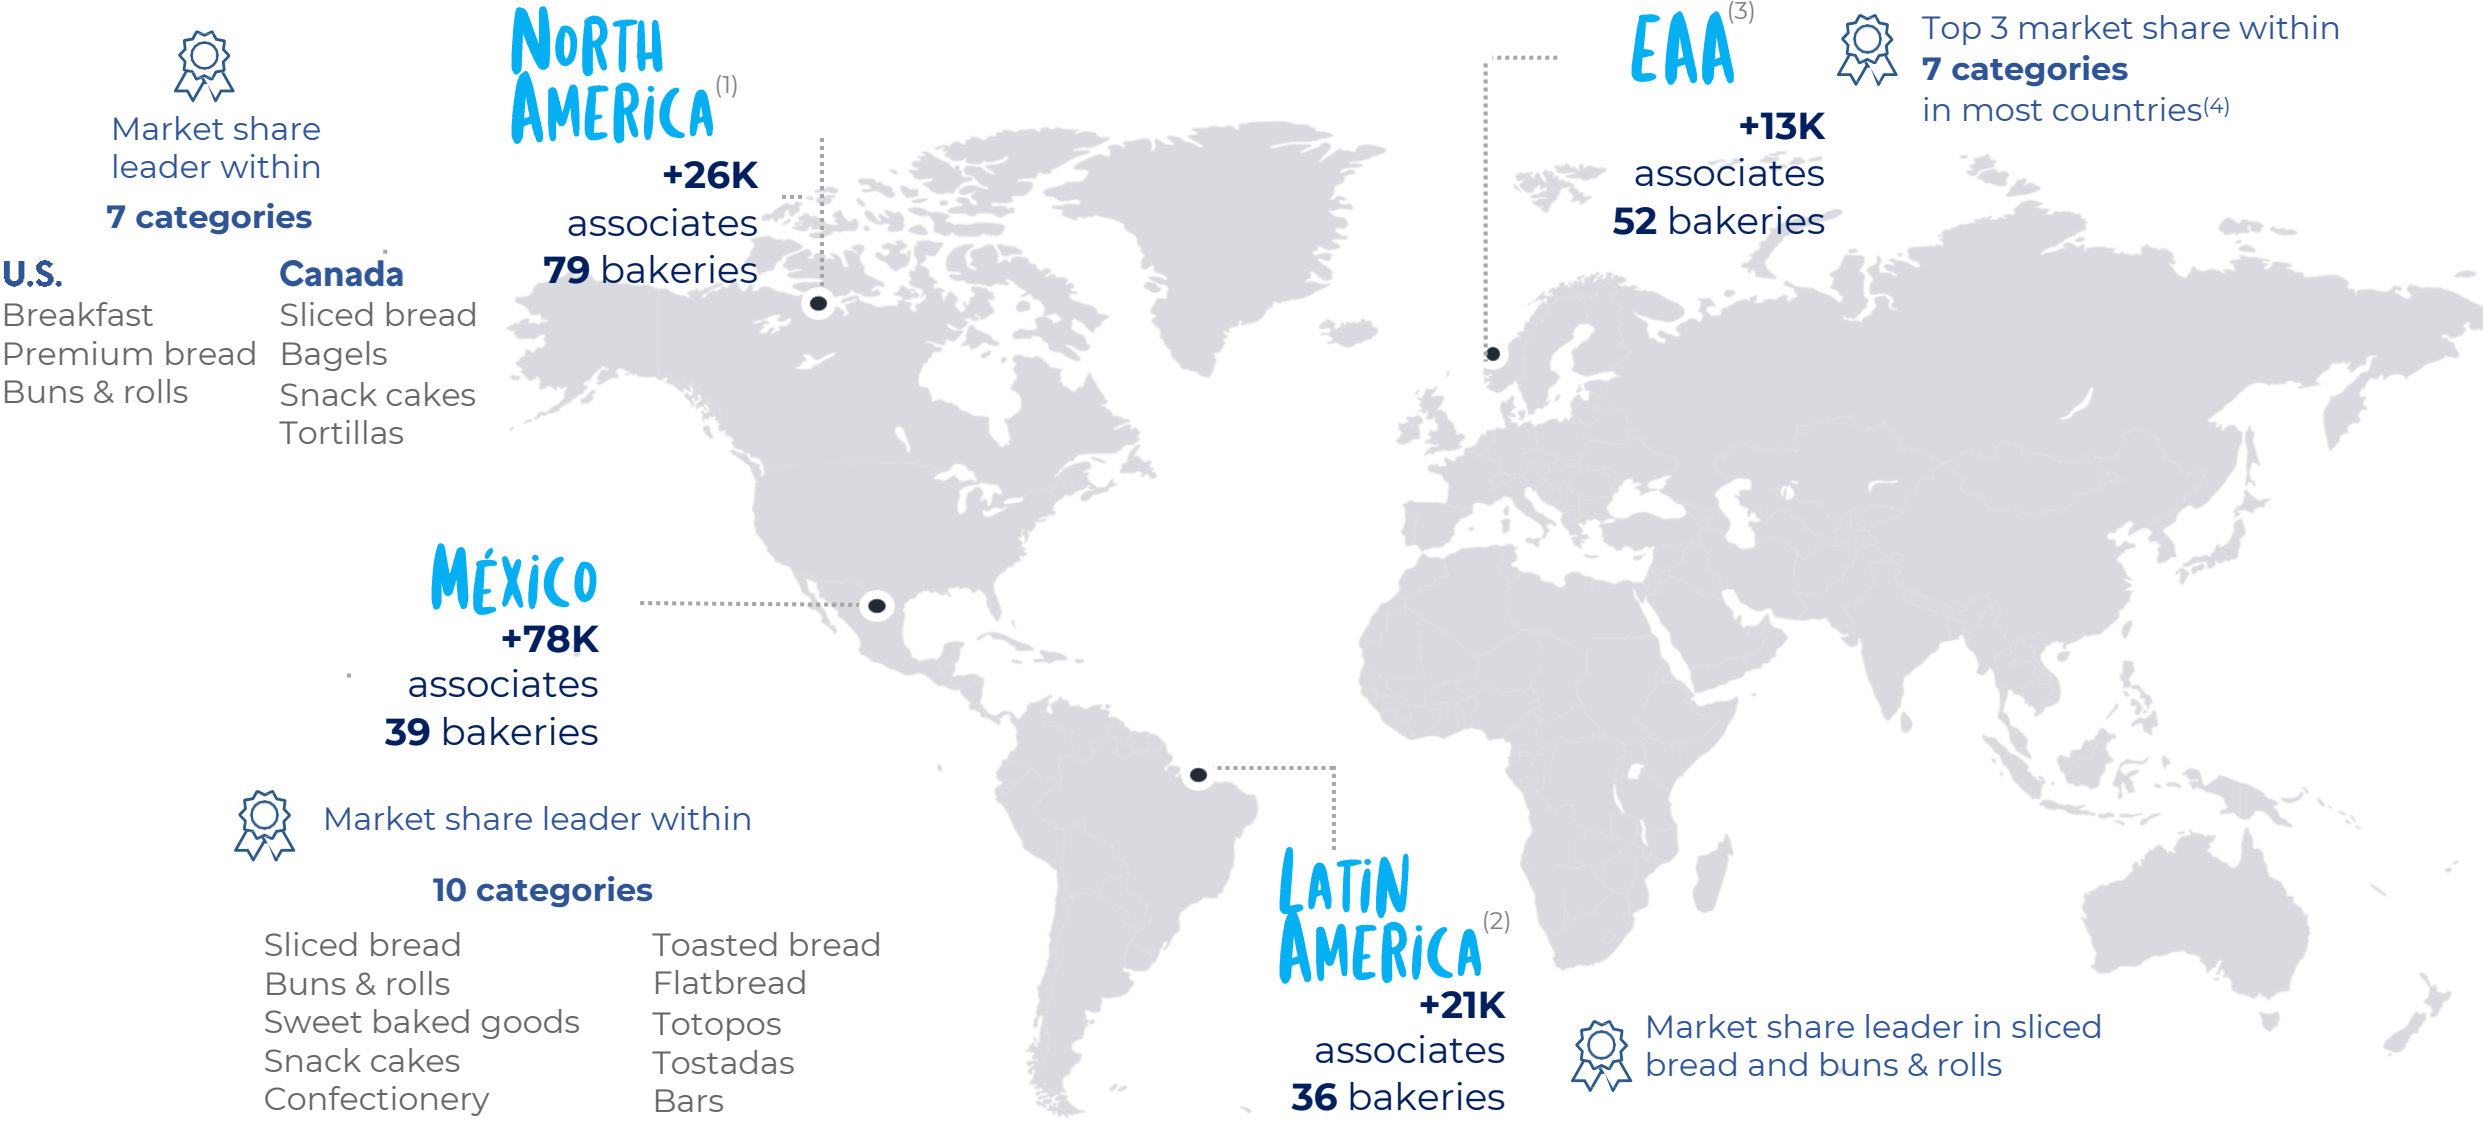 NORTH
AMERiCA(1)
+26K
associates
79 bakeries
Market share
leader within
7 categories
U.S.
Breakfast
Premium bread
Buns & rolls
Canada
Sliced bread
Bagels
Snack cakes
Tortillas
EAA(3)
+13K
associates
52 bakeries
Top 3 market share within
7 categories
in most countries(4)
MÉXiCO
+78K
associates
39 bakeries
Market share leader within
10 categories
Sliced bread
Buns & rolls
Sweet baked goods
Snack cakes
Confectionery
Toasted bread
Flatbread
Totopos
Tostadas
Bars
LATiN
AMERiCA(2)
+21K
associates
36 bakeries
Market share leader in sliced
bread and buns & rolls